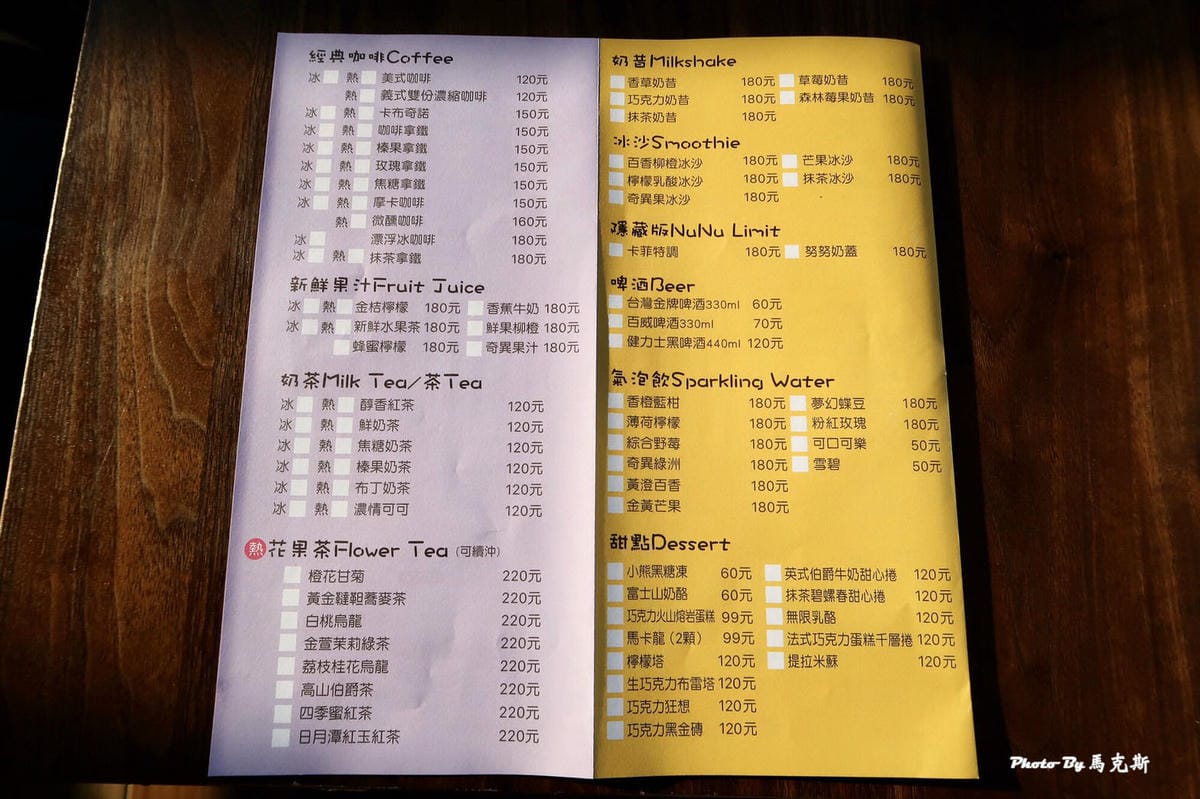 經典咖啡Coffee
冰 熱 美式咖啡 120元
熱 義式雙份濃縮咖啡 120元
冰 熱 卡布奇諾 150元
冰 熱 咖啡拿鐵 150元
冰 熱 榛果拿鐵 150元
冰 熱 玫瑰拿鐵 150元
冰 熱 焦糖拿鐵 150元
冰 熱 摩卡咖啡 150元
熱 微醺咖啡 160元
冰 漂浮冰咖啡 180元
冰 熱 抹茶拿鐵 180元
新鮮果汁Fruit Juice
冰 熱 金桔檸檬 180元 香蕉牛奶 180元
冰 熱 新鮮水果茶 180元 鮮果柳橙 180元
蜂蜜檸檬 180元 奇異果汁 180元
奶茶Milk Tea/茶Tea
冰 熱 醇香紅茶 120元
冰 熱 鮮奶茶 120元
冰 熱 焦糖奶茶 120元
冰 熱 榛果奶茶 120元
冰 熱 布丁奶茶 120元
冰 熱 濃情可可 120元
熱 花果茶Flower Tea (可續沖)
橙花甘菊 220元
黃金韃靼蕎麥茶 220元
白桃烏龍 220元
金萱茉莉綠茶 220元
荔枝桂花烏龍 220元
高山伯爵茶 220元
四季蜜紅茶 220元
日月潭紅玉紅茶 220元
奶昔Milkshake
香草奶昔 180元 草莓奶昔 180元
巧克力奶昔 180元 森林莓果奶昔 180元
抹茶奶昔 180元
冰沙Smoothie
百香柳橙冰沙 180元 芒果冰沙 180元
檸檬乳酸冰沙 180元 抹茶冰沙 180元
奇異果冰沙 180元
隱藏版NuNu Limit
卡菲特調 180元 努努奶蓋 180元
啤酒Beer
台灣金牌啤酒330ml 60元
百威啤酒330ml 70元
健力士黑啤酒440ml 120元
氣泡飲Sparkling Water
香橙藍柑 180元 夢幻蝶豆 180元
薄荷檸檬 180元 粉紅玫瑰 180元
綜合野莓 180元 可口可樂 50元
奇異綠洲 180元 雪碧 50元
黃澄百香 180元
金黃芒果 180元
甜點Dessert
小熊黑糖凍 60元 英式伯爵牛奶甜心捲 120元
富士山奶酪 60元 抹茶碧螺春甜心捲 120元
巧克力火山熔岩蛋糕 99元 無限乳酪 120元
馬卡龍(2顆) 99元 法式巧克力蛋糕千層捲 120元
檸檬塔 120元 提拉米蘇 120元
生巧克力布雷塔 120元
巧克力狂想 120元
巧克力黑金磚 120元
Photo By 馬克斯